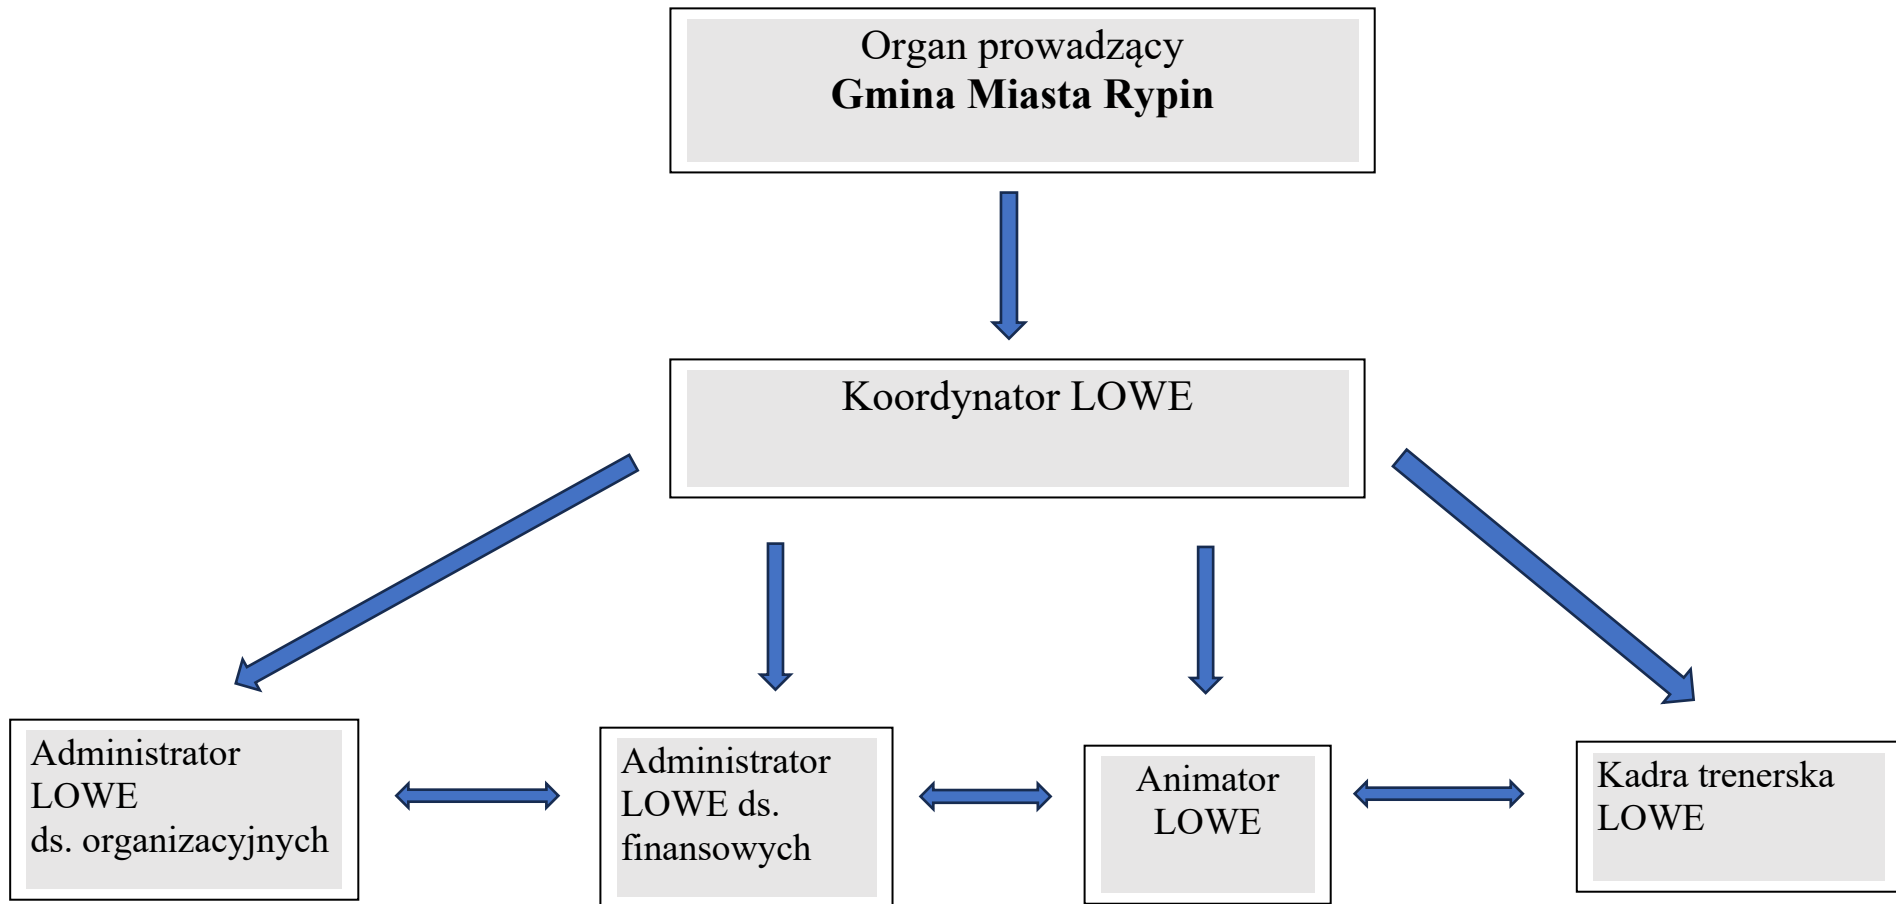 Organ prowadzący
Gmina Miasta Rypin
Koordynator LOWE
Administrator
LOWE
ds. organizacyjnych
Administrator
LOWE ds.
finansowych
Animator
LOWE
Kadra trenerska
LOWE